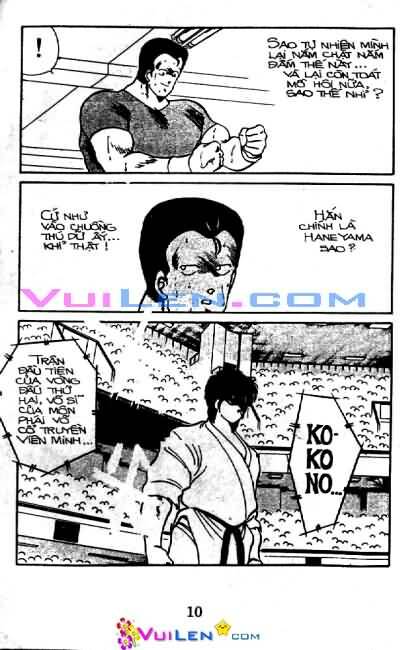 !
SAO TỰ NHIÊN MÌNH
LẠI NẮM CHẶT NẮM
ĐẤM THẾ NÀY...
VÀ LẠI CÒN TOÁT
MỒ HÔI NỮA,
SAO THẾ NHỈ?
CỨ NHƯ
VÀO CHUỒNG
THÚ DỮ ẤY...
KHỈ THẬT!
HẮN
CHÍNH LÀ
HANEYAMA
SAO?
VUILEN.COM
TRẬN
ĐẤU TIÊN
CỦA VÒNG
ĐẤU THỨ
HAI, VÕ SĨ
CỦA MÔN
PHÁI VÕ
CỔ TRUYỀN
VIÊN MINH...
KO-
KO
NO...
10
VUILEN.COM